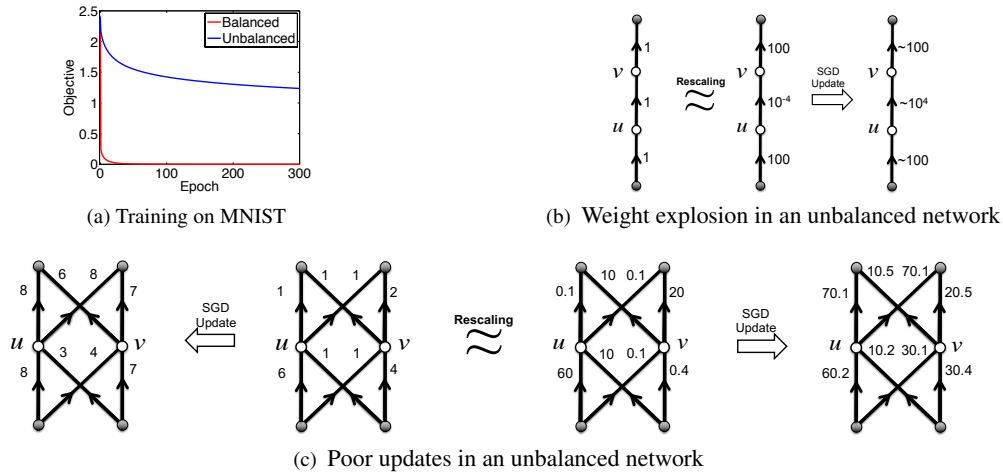 2.5
2
1.5
1
0.5
0
Objective
0 100 200 300
Epoch
Balanced
Unbalanced
(a) Training on MNIST
1
v
1
u
1
Rescaling
≈
100
v
10-4
u
100
SGD
Update
~100
v
~104
u
~100
(b) Weight explosion in an unbalanced network
6 8
8 7
u 3 4 v
8 7
SGD
Update
1 1
1 2
u 1 1 v
6 4
Rescaling
≈
10 0.1
0.1 20
u 10 0.1 v
60 0.4
SGD
Update
10.5 70.1
70.1 20.5
u 10.2 30.1 v
60.2 30.4
(c) Poor updates in an unbalanced network